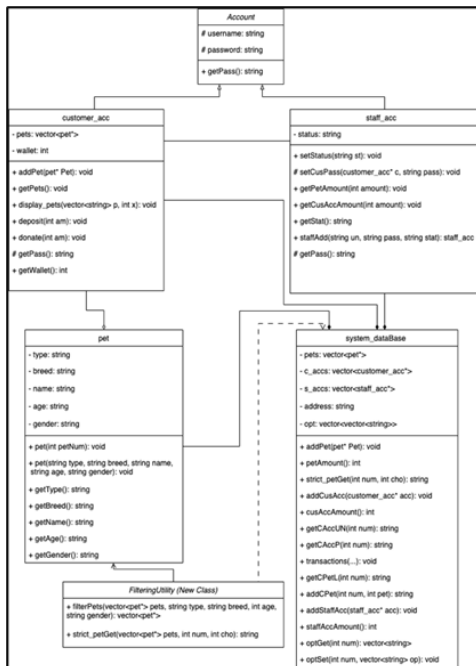 Account
# username: string
# password: string
+ getPass(): string
customer_acc
- pets: vector<pet*>
- wallet: int
+ addPet(pet* Pet): void
+ getPets(): void
+ display_pets(vector<string> p, int x): void
+ deposit(int am): void
+ donate(int am): void
# getPass(): string
+ getWallet(): int
staff_acc
- status: string
+ setStatus(string st): void
# setCusPass(customer_acc* c, string pass): void
+ getPetAmount(int amount): void
+ getCusAccAmount(int amount): void
+ getStat(): string
+ staffAdd(string un, string pass, string stat): staff_acc
# getPass(): string
pet
- type: string
- breed: string
- name: string
- age: string
- gender: string
+ pet(int petNum): void
+ pet(string type, string breed, string name,
string age, string gender): void
+ getType(): string
+ getBreed(): string
+ getName(): string
+ getAge(): string
+ getGender(): string
system_dataBase
- pets: vector<pet*>
- c_accs: vector<customer_acc*>
- s_accs: vector<staff_acc*>
- address: string
- opt: vector<vector<string>>
+ addPet(pet* Pet): void
+ petAmount(): int
+ strict_petGet(int num, int cho): string
+ addCusAcc(customer_acc* acc): void
+ cusAccAmount(): int
+ getCAccUN(int num): string
+ getCAccP(int num): string
+ transactions(...): void
+ getCPetL(int num): string
+ addCPet(int num, int pet): string
+ addStaffAcc(staff_acc* acc): void
+ staffAccAmount(): int
+ optGet(int num): vector<string>
+ optSet(int num, vector<string> op): void
FilteringUtility (New Class)
+ filterPets(vector<pet*> pets, string type, string breed, int age,
string gender): vector<pet*>
+ strict_petGet(vector<pet*> pets, int num, int cho): string